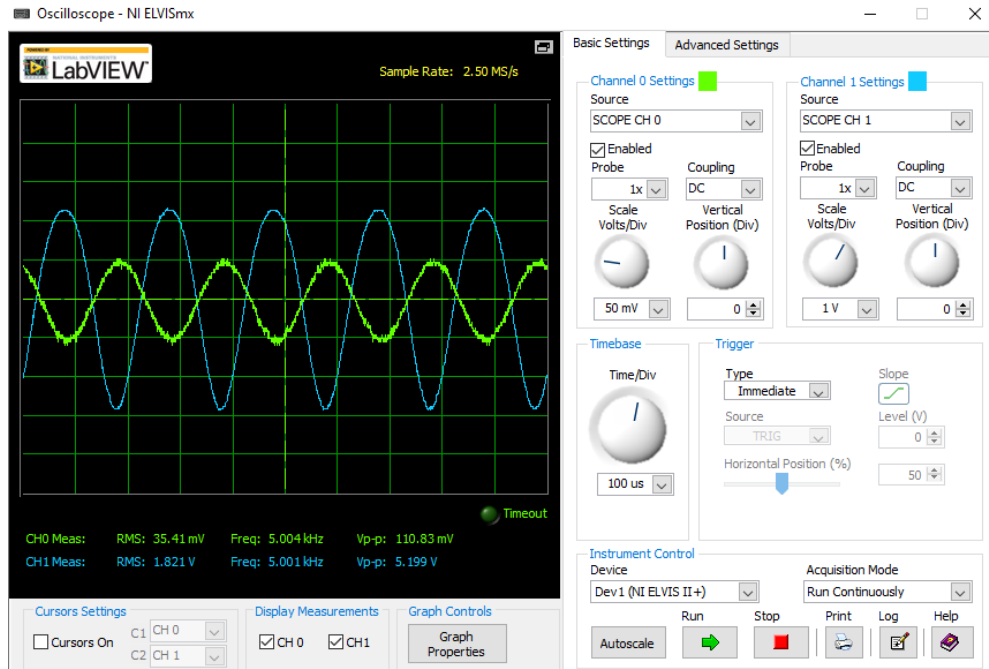 Oscilloscope - NI ELVISmx
POWERED BY
NATIONAL INSTRUMENTS
LabVIEW
Sample Rate: 2.50 MS/s
Timeout
CH0 Meas: RMS: 35.41 mV Freq: 5.004 kHz Vp-p: 110.83 mV
CH1 Meas: RMS: 1.821 V Freq: 5.001 kHz Vp-p: 5.199 V
Cursors Settings
Cursors On
C1 CH 0
C2 CH 1
Display Measurements
CH 0 CH1
Graph Controls
Graph
Properties
Basic Settings Advanced Settings
Channel 0 Settings
Source
SCOPE CH 0
Enabled
Probe Coupling
1x DC
Scale Vertical
Volts/Div Position (Div)
50 mV 0
Channel 1 Settings
Source
SCOPE CH 1
Enabled
Probe Coupling
1x DC
Scale Vertical
Volts/Div Position (Div)
1 V 0
Timebase
Time/Div
100 us
Trigger
Type Slope
Immediate
Source Level (V)
TRIG 0
Horizontal Position (%)
50
Instrument Control
Device Acquisition Mode
Dev1 (NI ELVIS II+) Run Continuously
Run Stop Print Log Help
Autoscale